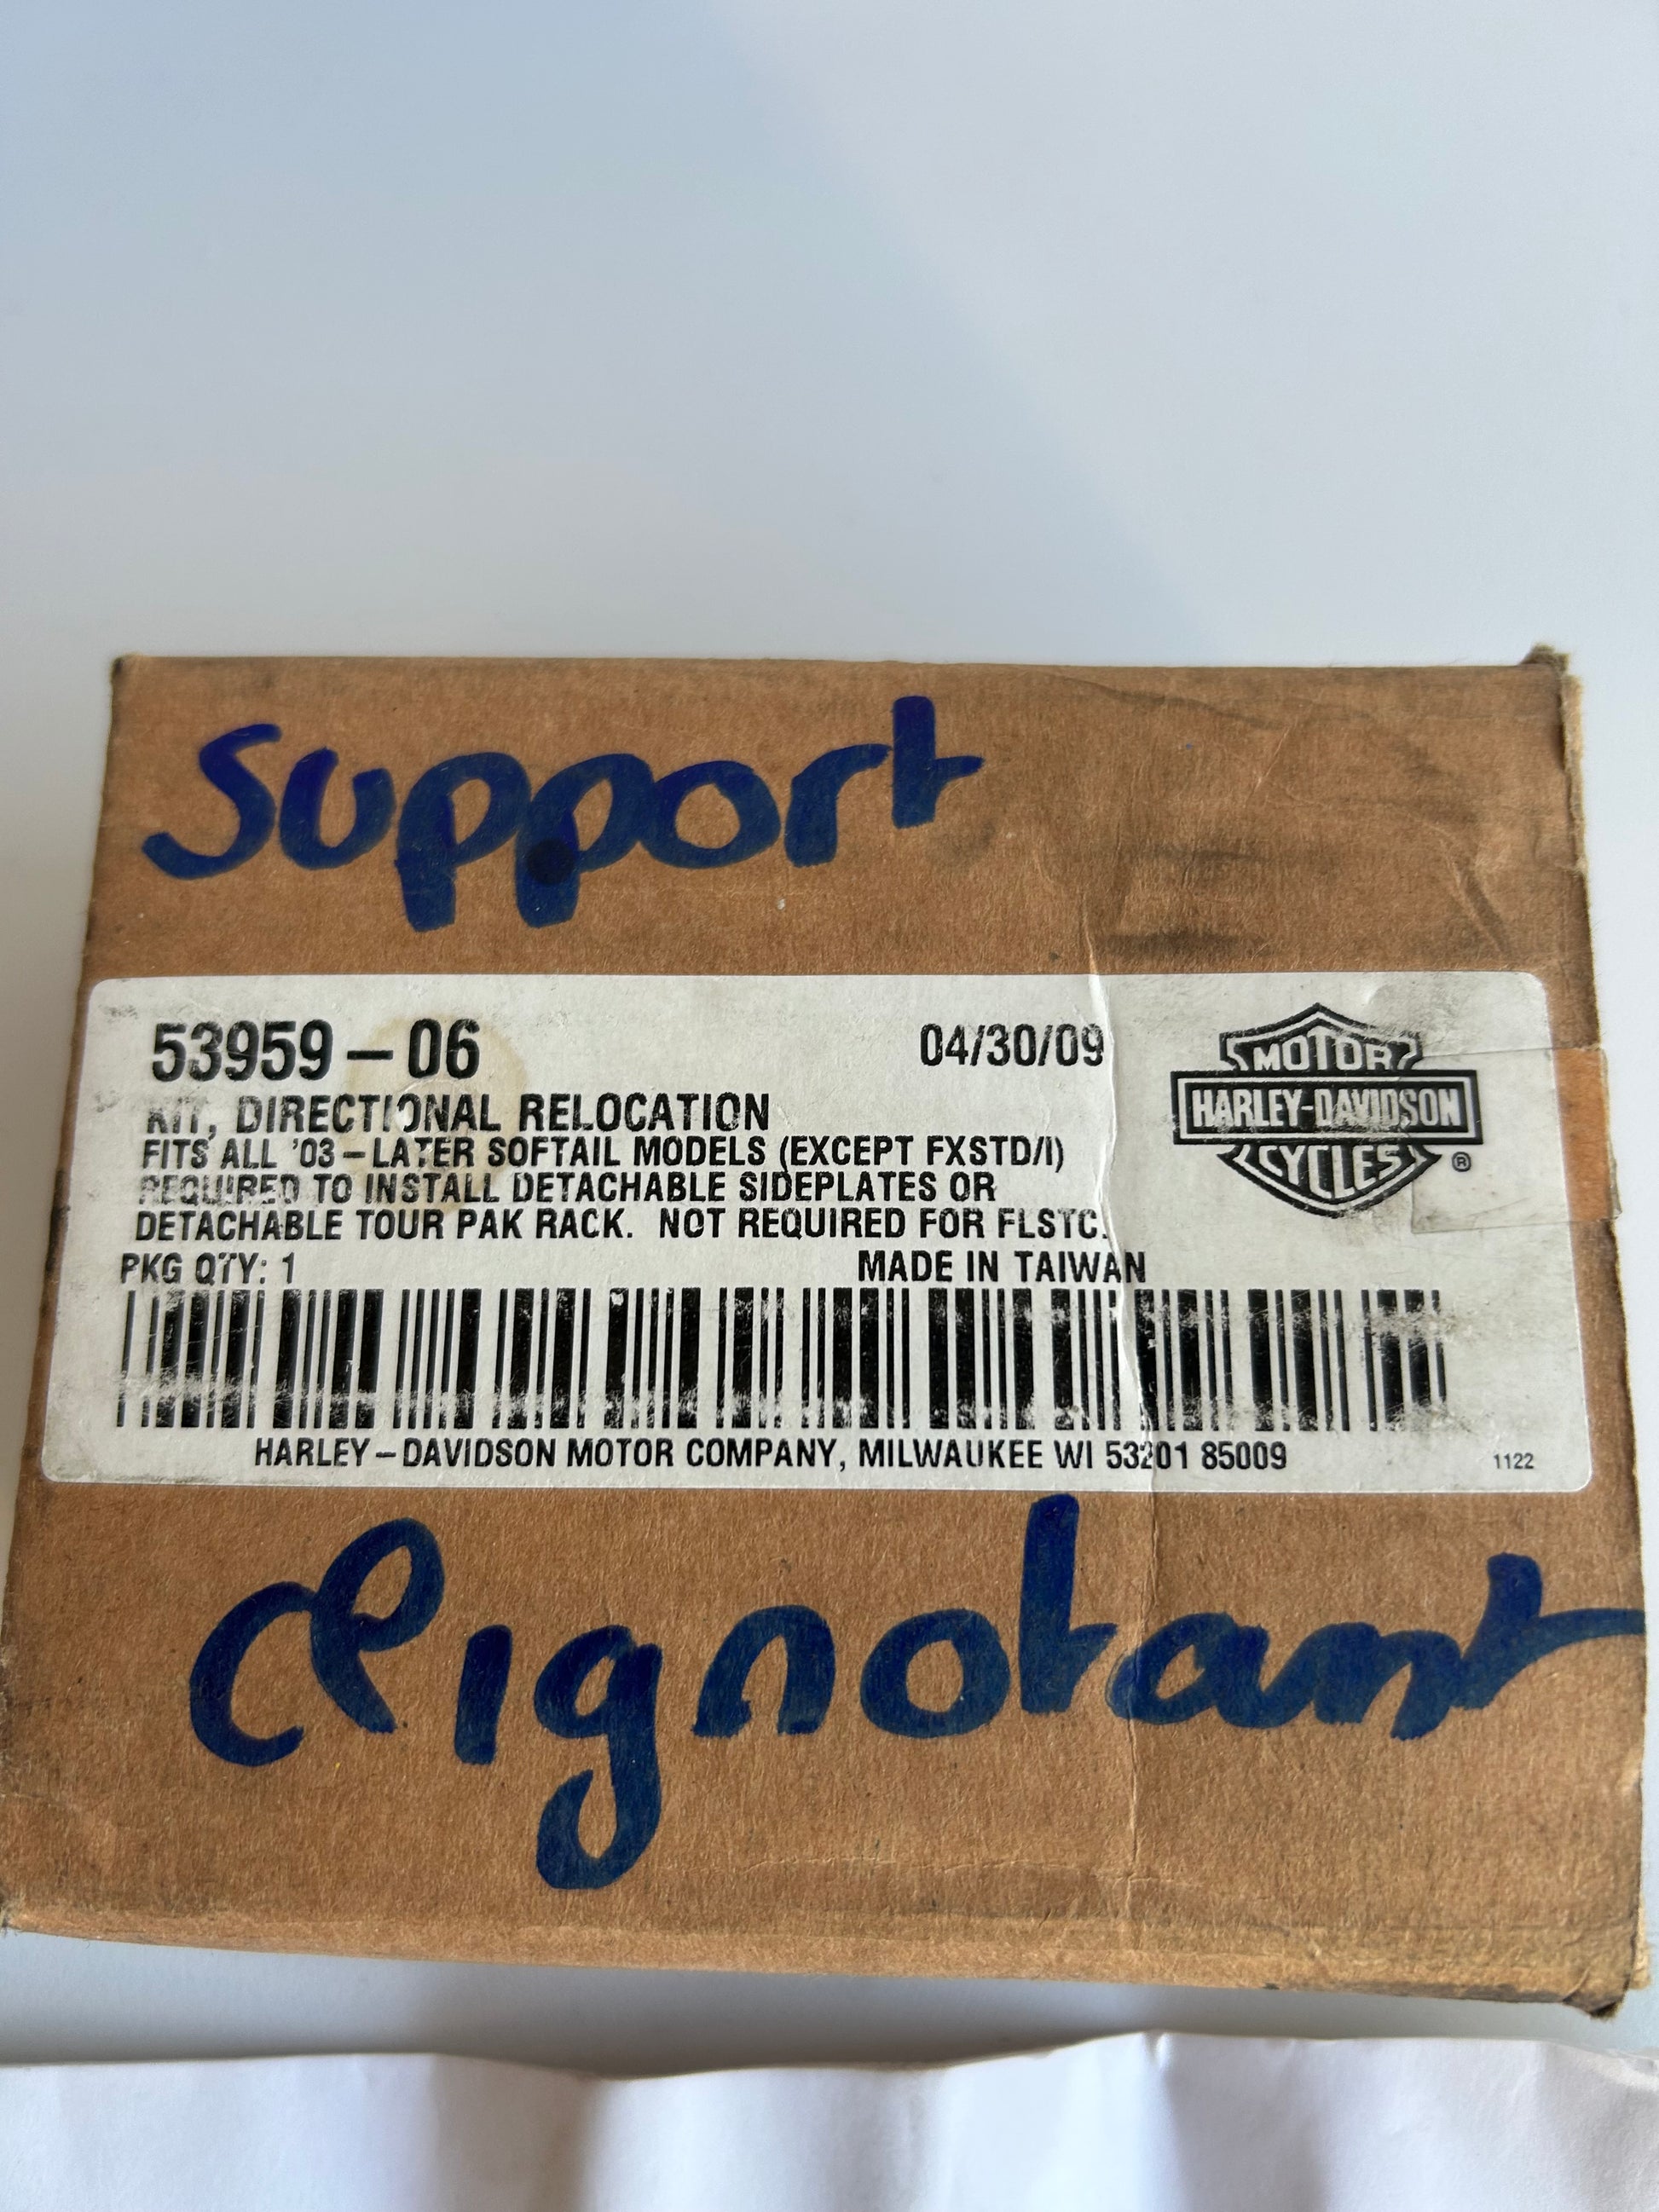 Support
53959-06
04/30/09
MOTOR
HARLEY-DAVIDSON
CYCLES
®
KIT, DIRECTIONAL RELOCATION
FITS ALL '03-LATER SOFTAIL MODELS (EXCEPT FXSTD/I)
REQUIRED TO INSTALL DETACHABLE SIDEPLATES OR
DETACHABLE TOUR PAK RACK. NOT REQUIRED FOR FLSTC.
PKG QTY: 1
MADE IN TAIWAN
HARLEY-DAVIDSON MOTOR COMPANY, MILWAUKEE WI 53201 85009
1122
Clignotant